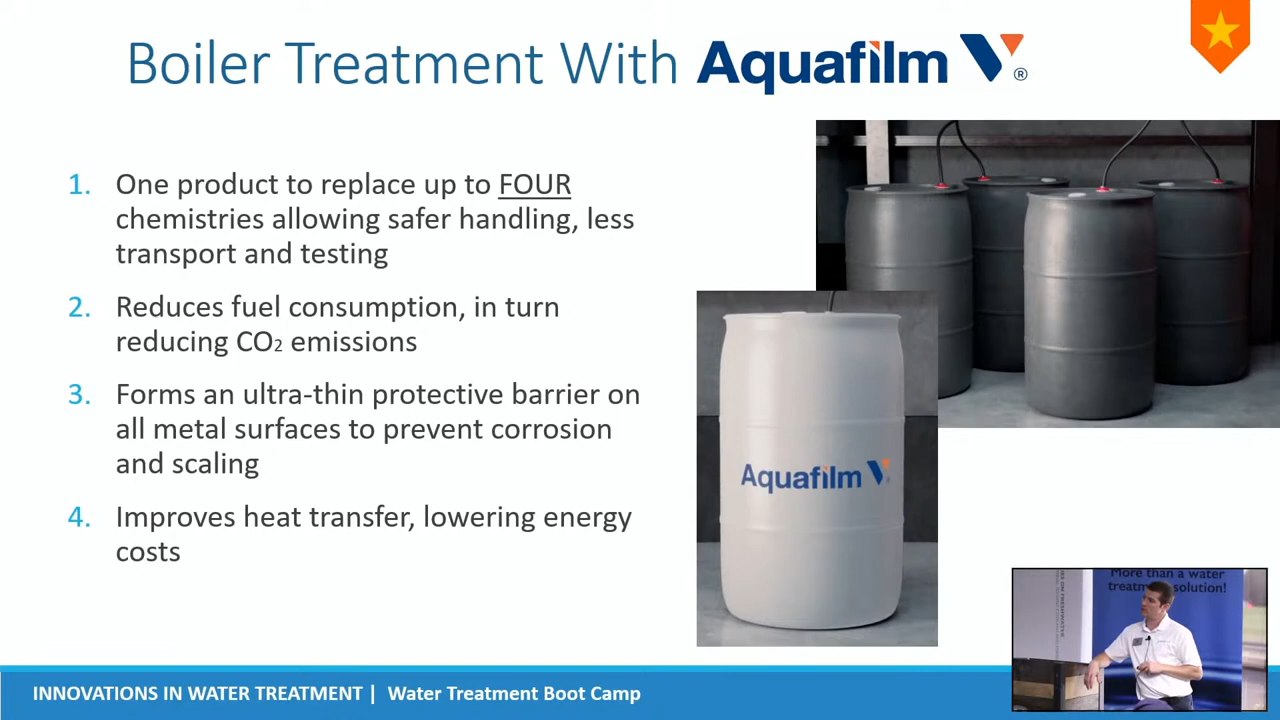 Boiler Treatment With Aquafilm V®
1. One product to replace up to FOUR
chemistries allowing safer handling, less
transport and testing
2. Reduces fuel consumption, in turn
reducing CO₂ emissions
3. Forms an ultra-thin protective barrier on
all metal surfaces to prevent corrosion
and scaling
4. Improves heat transfer, lowering energy
costs
Aquafilm V
More than a water
treatment solution!
INNOVATIONS IN WATER TREATMENT | Water Treatment Boot Camp